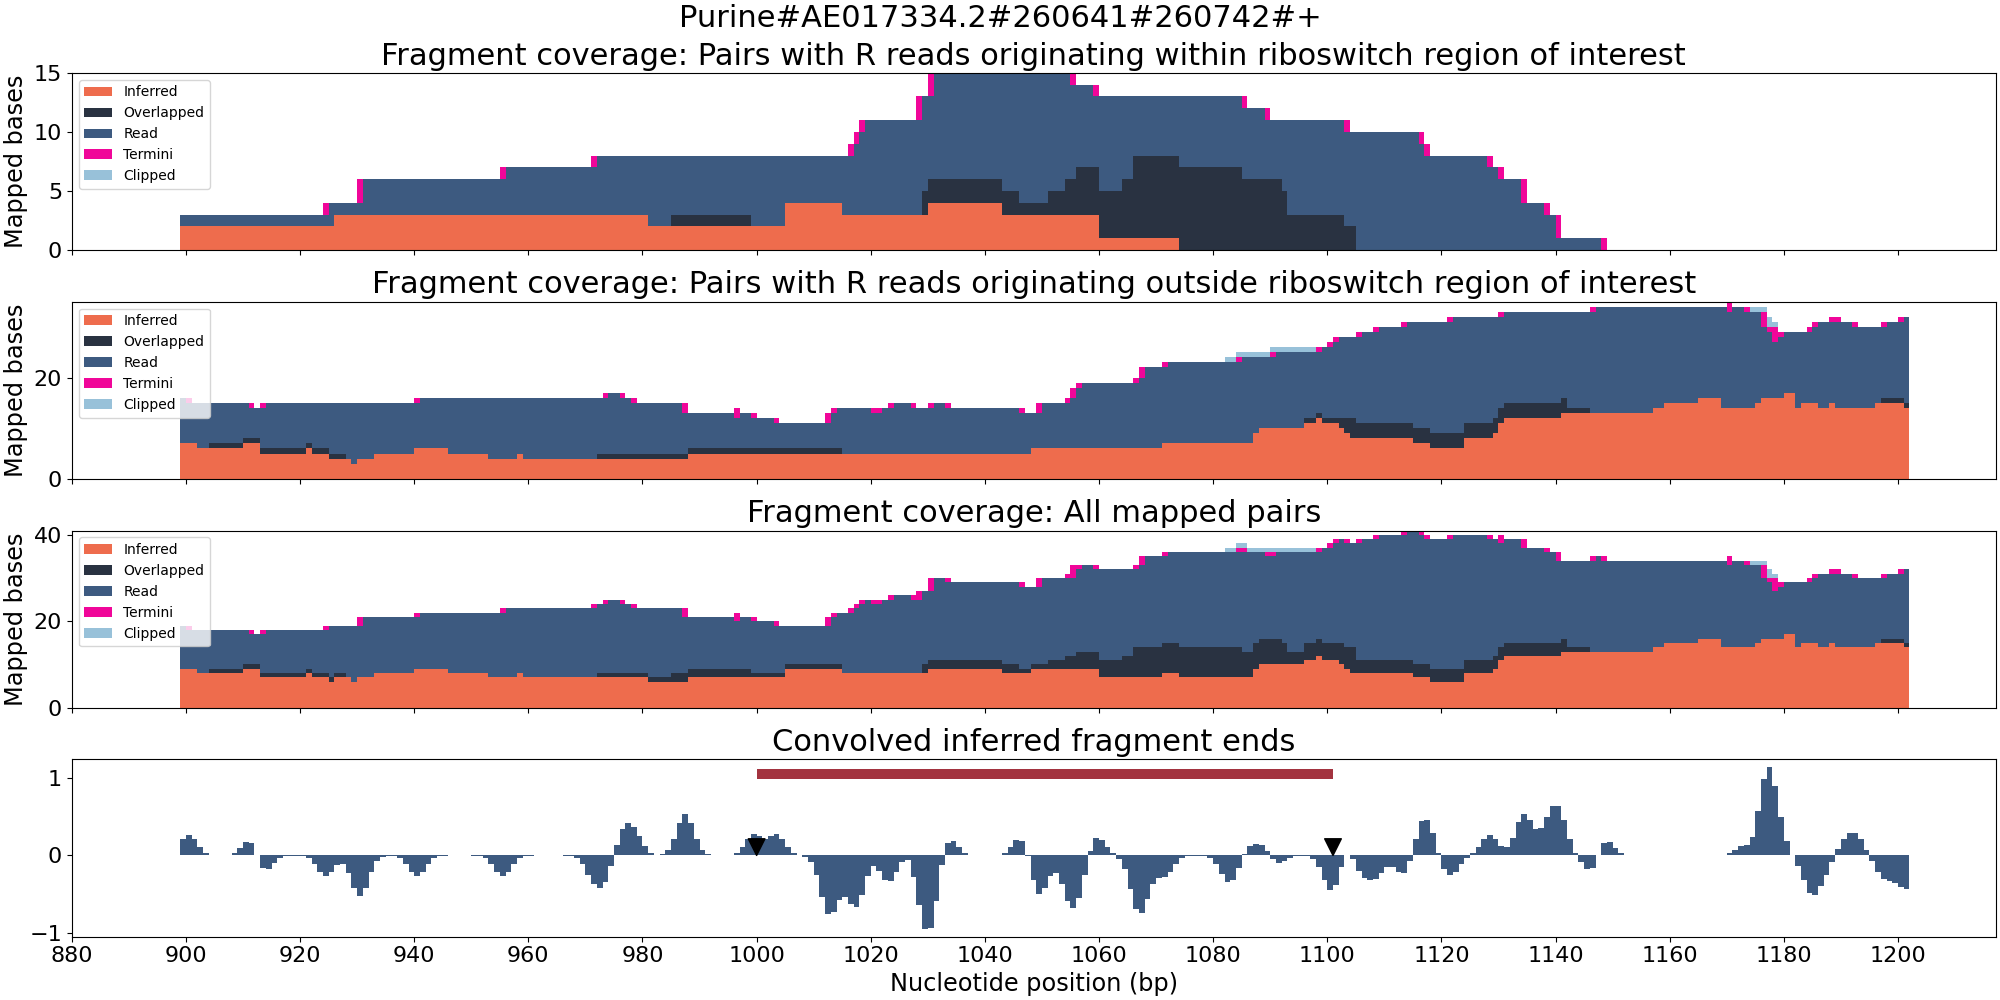 Purine#AE017334.2#260641#260742#+
Fragment coverage: Pairs with R reads originating within riboswitch region of interest
Mapped bases
15
10
5
0
Inferred
Overlapped
Read
Termini
Clipped
Fragment coverage: Pairs with R reads originating outside riboswitch region of interest
Mapped bases
20
0
Inferred
Overlapped
Read
Termini
Clipped
Fragment coverage: All mapped pairs
Mapped bases
40
20
0
Inferred
Overlapped
Read
Termini
Clipped
Convolved inferred fragment ends
1
0
−1
880 900 920 940 960 980 1000 1020 1040 1060 1080 1100 1120 1140 1160 1180 1200
Nucleotide position (bp)